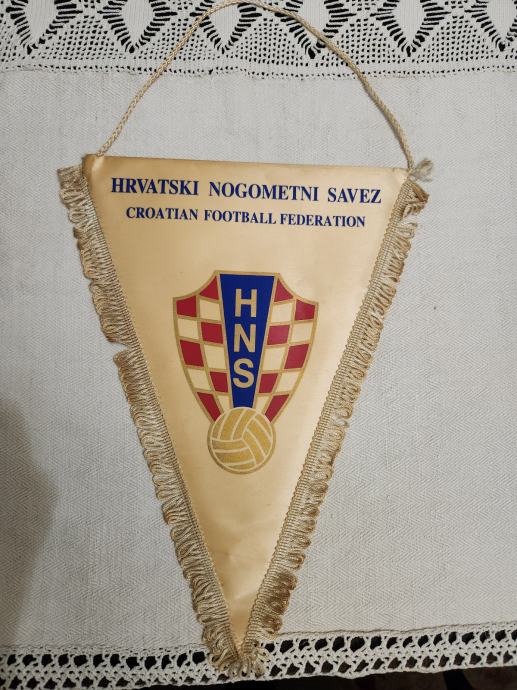 HRVATSKI NOGOMETNI SAVEZ
CROATIAN FOOTBALL FEDERATION
HNS